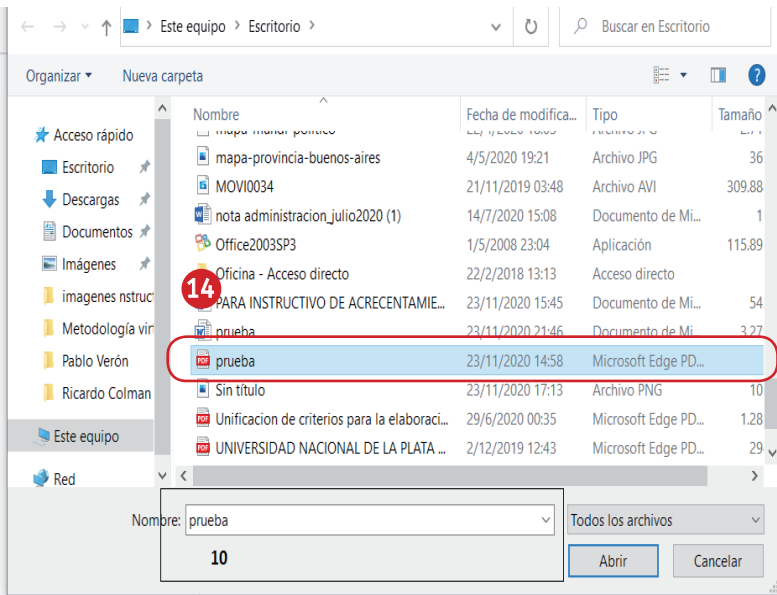 Este equipo > Escritorio >
Buscar en Escritorio
Organizar
Nueva carpeta
?
Nombre Fecha de modifica... Tipo Tamaño
Acceso rápido
Escritorio
Descargas
Documentos
Imágenes
imagenes nstruct
Metodología virt
Pablo Verón
Ricardo Colman
Este equipo
Red
mapa-provincia-buenos-aires 4/5/2020 19:21 Archivo JPG 36
MOVI0034 21/11/2019 03:48 Archivo AVI 309.88
nota administracion_julio2020 (1) 14/7/2020 15:08 Documento de Mi... 1
Office2003SP3 1/5/2008 23:04 Aplicación 115.89
Oficina - Acceso directo 22/2/2018 13:13 Acceso directo
14
PARA INSTRUCTIVO DE ACRECENTAMIE... 23/11/2020 15:45 Documento de Mi... 54
prueba 23/11/2020 21:46 Documento de Mi... 3.27
PDF prueba 23/11/2020 14:58 Microsoft Edge PD...
Sin título 23/11/2020 17:13 Archivo PNG 10
PDF Unificacion de criterios para la elaboraci... 29/6/2020 00:35 Microsoft Edge PD... 1.28
PDF UNIVERSIDAD NACIONAL DE LA PLATA ... 2/12/2019 12:43 Microsoft Edge PD... 29
Nombre: prueba
Todos los archivos
10
Abrir
Cancelar